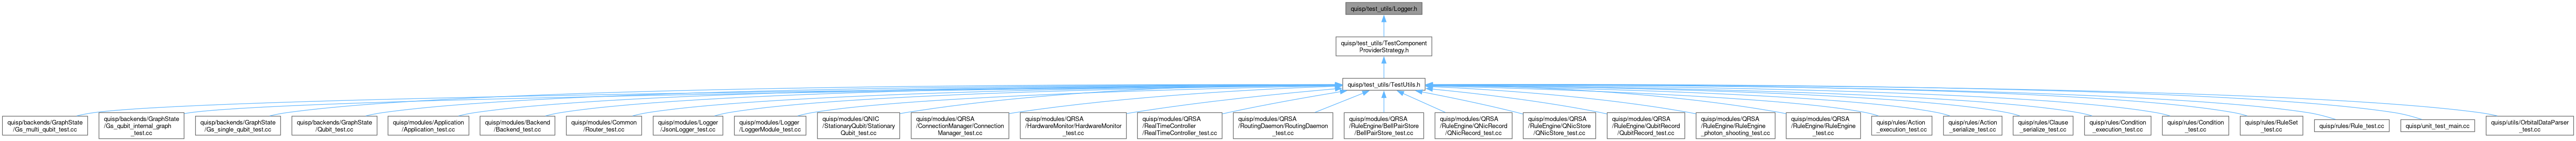 quisp/test_utils/Logger.h
quisp/test_utils/TestComponent
ProviderStrategy.h
quisp/test_utils/TestUtils.h
quisp/backends/GraphState
/Gs_multi_qubit_test.cc
quisp/backends/GraphState
/Gs_qubit_internal_graph
_test.cc
quisp/backends/GraphState
/Gs_single_qubit_test.cc
quisp/backends/GraphState
/Qubit_test.cc
quisp/modules/Application
/Application_test.cc
quisp/modules/Backend
/Backend_test.cc
quisp/modules/Common
/Router_test.cc
quisp/modules/Logger
/JsonLogger_test.cc
quisp/modules/Logger
/LoggerModule_test.cc
quisp/modules/QNIC
/StationaryQubit/Stationary
Qubit_test.cc
quisp/modules/QRSA
/ConnectionManager/Connection
Manager_test.cc
quisp/modules/QRSA
/HardwareMonitor/HardwareMonitor
_test.cc
quisp/modules/QRSA
/RealTimeController
/RealTimeController_test.cc
quisp/modules/QRSA
/RoutingDaemon/RoutingDaemon
_test.cc
quisp/modules/QRSA
/RuleEngine/BellPairStore
/BellPairStore_test.cc
quisp/modules/QRSA
/RuleEngine/QNicRecord
/QNicRecord_test.cc
quisp/modules/QRSA
/RuleEngine/QNicStore
/QNicStore_test.cc
quisp/modules/QRSA
/RuleEngine/QubitRecord
/QubitRecord_test.cc
quisp/modules/QRSA
/RuleEngine/RuleEngine
_photon_shooting_test.cc
quisp/modules/QRSA
/RuleEngine/RuleEngine
_test.cc
quisp/rules/Action
_execution_test.cc
quisp/rules/Action
_serialize_test.cc
quisp/rules/Clause
_serialize_test.cc
quisp/rules/Condition
_execution_test.cc
quisp/rules/Condition
_test.cc
quisp/rules/RuleSet
_test.cc
quisp/rules/Rule_test.cc
quisp/unit_test_main.cc
quisp/utils/OrbitalDataParser
_test.cc